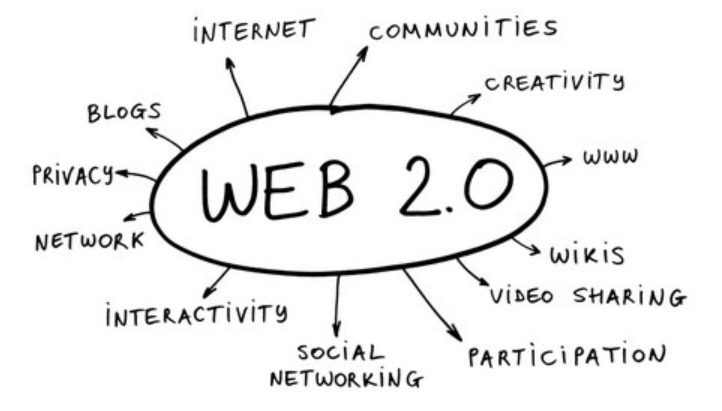 iNTERNET
COMMUNITIES
CREATiViTY
BLOGS
WWW
PRiVACY
WEB 2.0
NETWORK
WiKiS
ViDEO SHARiNG
iNTERACTiViTY
SOCiAL
NETWORKiNG
PARTiCiPATiON